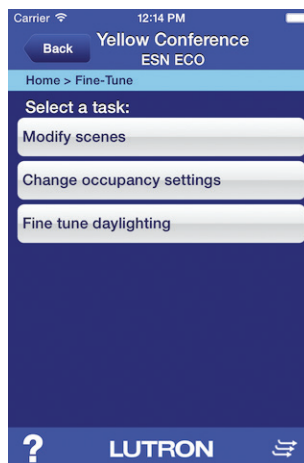 Carrier 12:14 PM
Back
Yellow Conference
ESN ECO
Home > Fine-Tune
Select a task:
Modify scenes
Change occupancy settings
Fine tune daylighting
? LUTRON